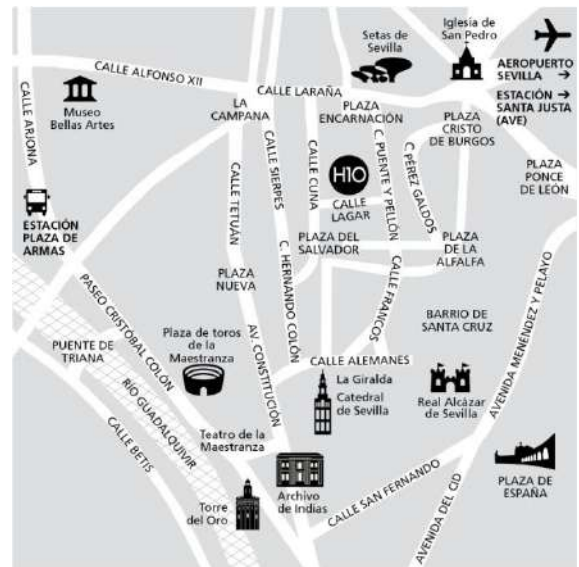 Setas de
Sevilla
Iglesia de
San Pedro
AEROPUERTO
SEVILLA →
ESTACIÓN →
SANTA JUSTA
(AVE)
CALLE ALFONSO XII
CALLE LARAÑA
CALLE ARJONA
Museo
Bellas Artes
LA
CAMPANA
PLAZA
ENCARNACIÓN
PLAZA
CRISTO
DE BURGOS
PLAZA
PONCE
DE LEÓN
CALLE TETUÁN
CALLE SIERPES
CALLE CUNA
H10
CALLE
LAGAR
C. PUENTE Y PELLÓN
C. PÉREZ GALDOS
ESTACIÓN
PLAZA DE
ARMAS
PLAZA DEL
SALVADOR
PLAZA
DE LA
ALFALFA
PLAZA
NUEVA
C. HERNANDO COLÓN
CALLE FRANCOS
PASEO CRISTÓBAL COLÓN
BARRIO DE
SANTA CRUZ
AVENIDA MENÉNDEZ Y PELAYO
PUENTE DE
TRIANA
Plaza de toros
de la
Maestranza
AV. CONSTITUCIÓN
CALLE ALEMANES
La Giralda
Catedral
de Sevilla
Real Alcázar
de Sevilla
RÍO GUADALQUIVIR
CALLE BETIS
Teatro de la
Maestranza
Archivo
de Indias
Torre
del Oro
CALLE SAN FERNANDO
AVENIDA DEL CID
PLAZA DE
ESPAÑA